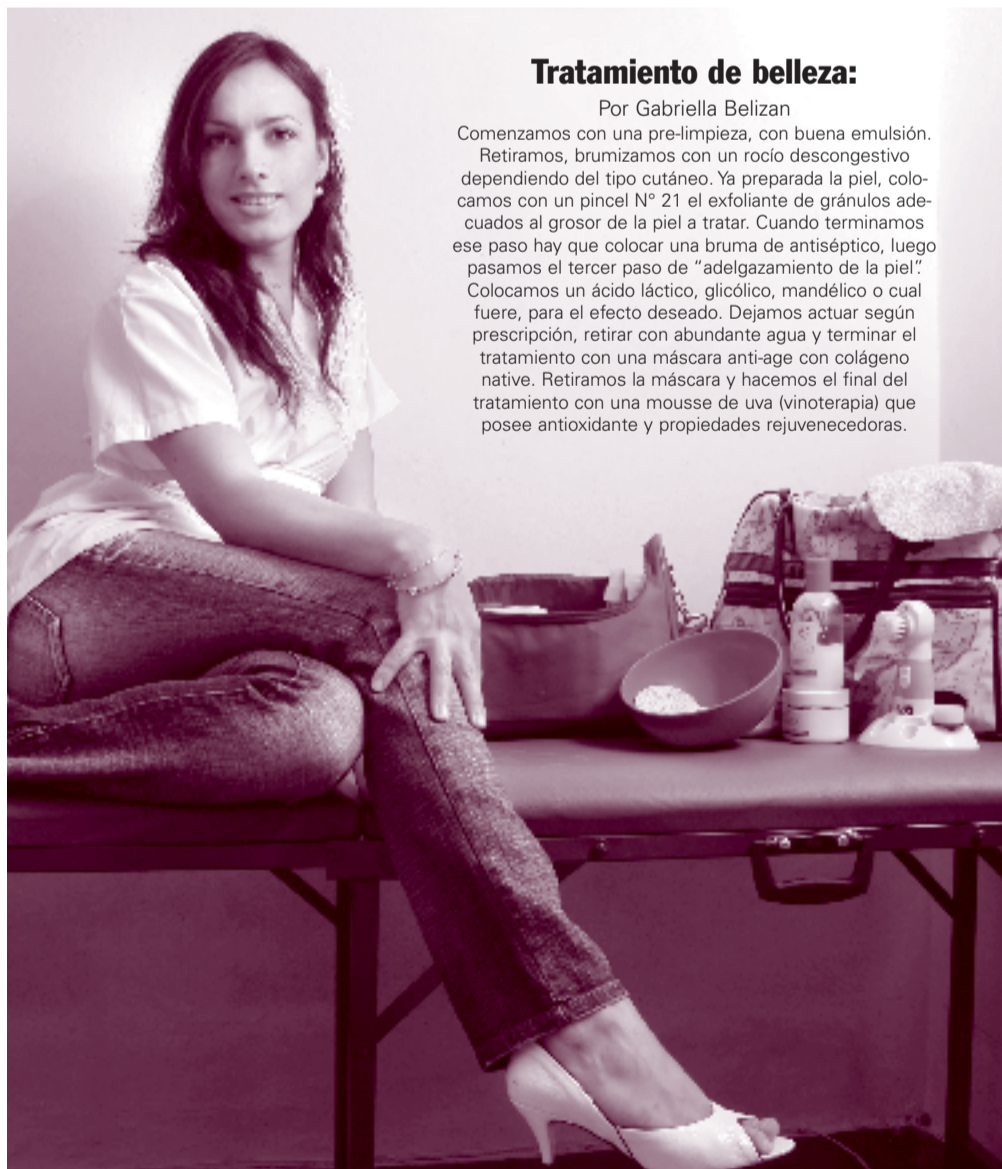 Tratamiento de belleza:
Por Gabriella Belizan
Comenzamos con una pre-limpieza, con buena emulsión.
Retiramos, brumizamos con un rocío descongestivo
dependiendo del tipo cutáneo. Ya preparada la piel, colo-
camos con un pincel N° 21 el exfoliante de gránulos ade-
cuados al grosor de la piel a tratar. Cuando terminamos
ese paso hay que colocar una bruma de antiséptico, luego
pasamos el tercer paso de “adelgazamiento de la piel”.
Colocamos un ácido láctico, glicólico, mandélico o cual
fuere, para el efecto deseado. Dejamos actuar según
prescripción, retirar con abundante agua y terminar el
tratamiento con una máscara anti-age con colágeno
native. Retiramos la máscara y hacemos el final del
tratamiento con una mousse de uva (vinoterapia) que
posee antioxidante y propiedades rejuvenecedoras.